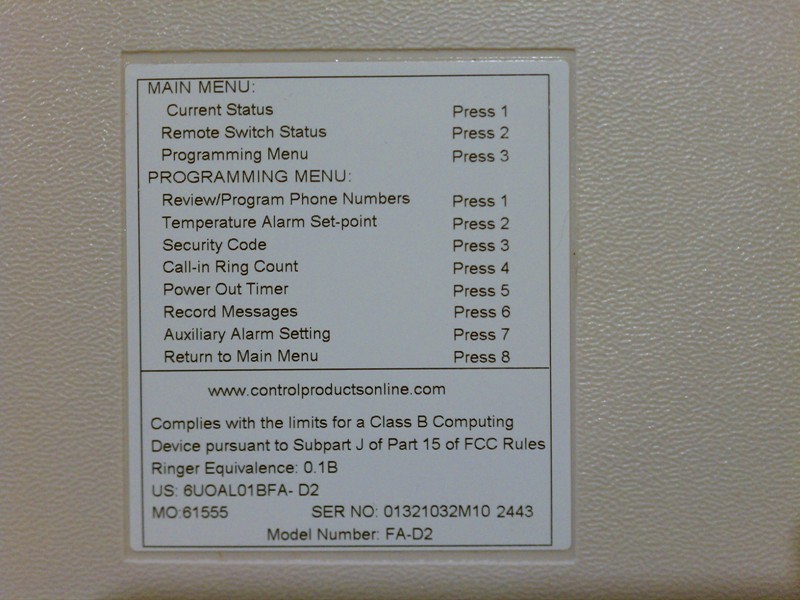 MAIN MENU:
Current Status Press 1
Remote Switch Status Press 2
Programming Menu Press 3
PROGRAMMING MENU:
Review/Program Phone Numbers Press 1
Temperature Alarm Set-point Press 2
Security Code Press 3
Call-in Ring Count Press 4
Power Out Timer Press 5
Record Messages Press 6
Auxiliary Alarm Setting Press 7
Return to Main Menu Press 8
www.controlproductsonline.com
Complies with the limits for a Class B Computing
Device pursuant to Subpart J of Part 15 of FCC Rules
Ringer Equivalence: 0.1B
US: 6UOAL01BFA- D2
MO:61555 SER NO: 01321032M10 2443
Model Number: FA-D2